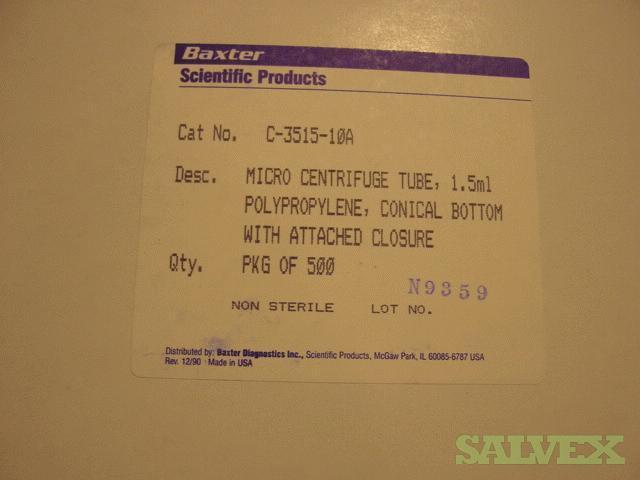 Baxter
Scientific Products
Cat No. C-3515-10A
Desc. MICRO CENTRIFUGE TUBE, 1.5ml
POLYPROPYLENE, CONICAL BOTTOM
WITH ATTACHED CLOSURE
Qty. PKG OF 500
N9359
NON STERILE LOT NO.
Distributed by: Baxter Diagnostics Inc., Scientific Products, McGaw Park, IL 60085-6787 USA
Rev. 12/90 · Made in USA
SALVEX